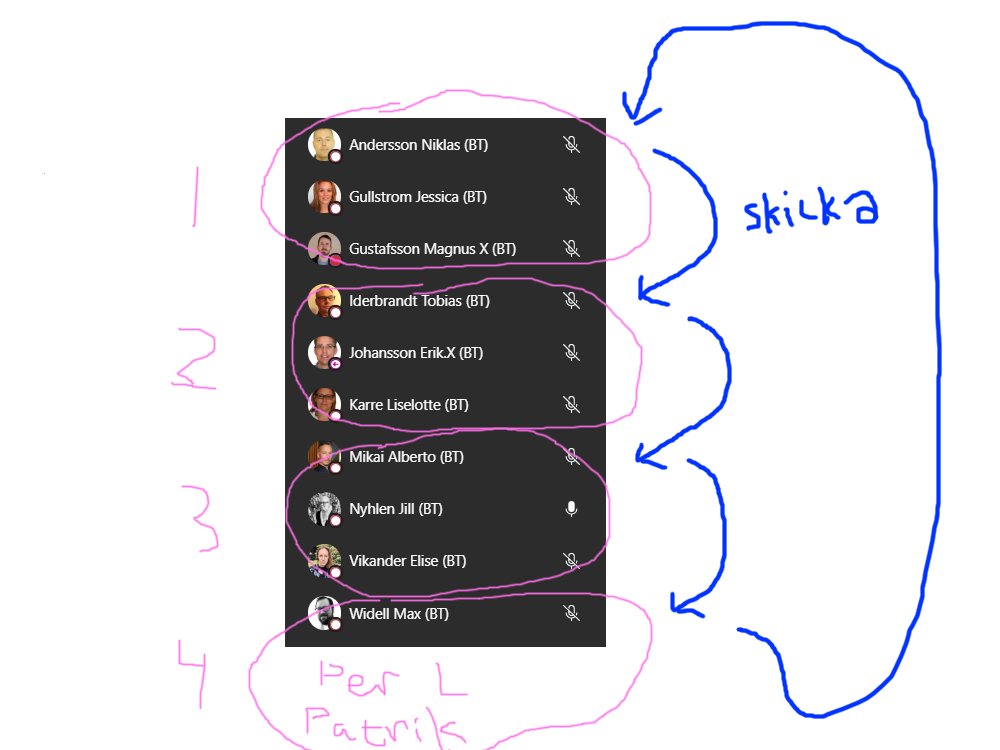 Andersson Niklas (BT)
1
Gullstrom Jessica (BT)
skicka
Gustafsson Magnus X (BT)
Iderbrandt Tobias (BT)
2
Johansson Erik.X (BT)
Karre Liselotte (BT)
Mikai Alberto (BT)
3
Nyhlen Jill (BT)
Vikander Elise (BT)
Widell Max (BT)
4
Per L
Patrik